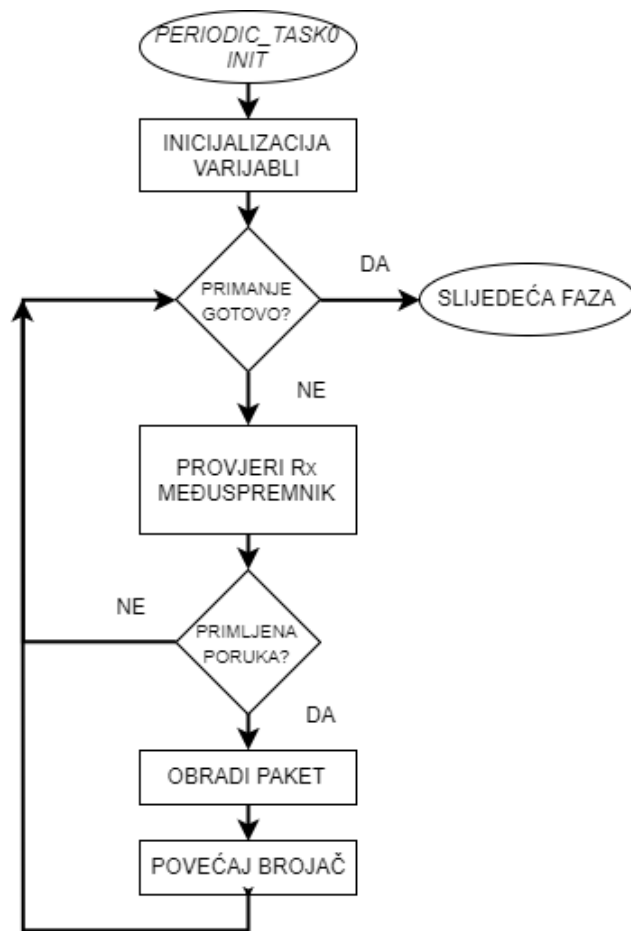 PERIODIC_TASK0
INIT
INICIJALIZACIJA
VARIJABLI
PRIMANJE
GOTOVO?
DA
SLIJEDEĆA FAZA
NE
PROVJERI Rx
MEĐUSPREMNIK
NE
PRIMLJENA
PORUKA?
DA
OBRADI PAKET
POVEĆAJ BROJAČ